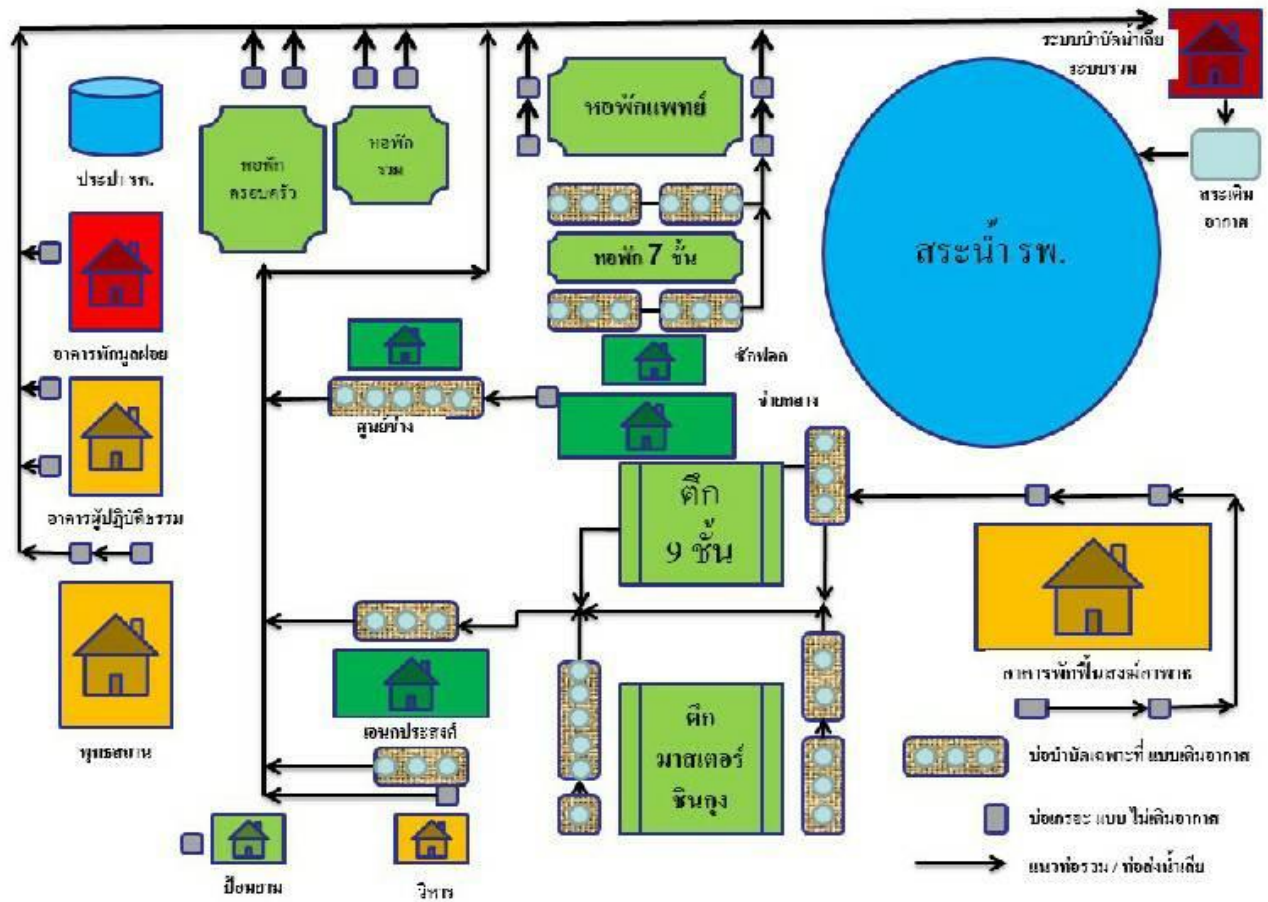 ระบบบำบัดน้ำเสีย
ระบบรวม
หอพักแพทย์
หอพัก
รวม
หอพัก
ครอบครัว
ประปา รพ.
สระเติม
อากาศ
สระน้ำ รพ.
หอพัก 7 ชั้น
อาคารพักมูลฝอย
ซักฟอก
จ่ายกลาง
ศูนย์ช่าง
ตึก
9 ชั้น
อาคารผู้ปฏิบัติธรรม
อาคารพักฟื้นสงฆ์อาพาธ
ตึก
มาสเตอร์
ชินถุง
เอนกประสงค์
พุทธสถาน
บ่อบำบัดเฉพาะที่ แบบเติมอากาศ
บ่อเกรอะ แบบ ไม่เติมอากาศ
แนวท่อรวม / ท่อส่งน้ำเสีย
ป้อมยาม
วิหาร